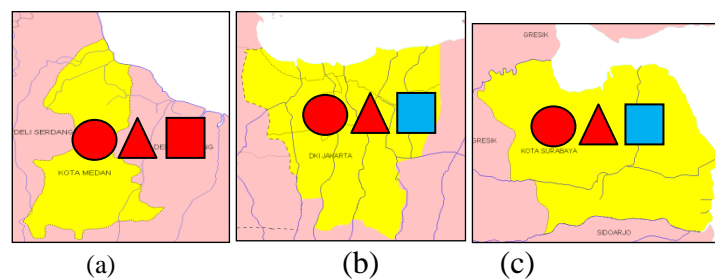 DELI SERDANG
KOTA MEDAN
DKI JAKARTA
GRESIK
GRESIK
KOTA SURABAYA
SIDOARJO
(a)
(b)
(c)